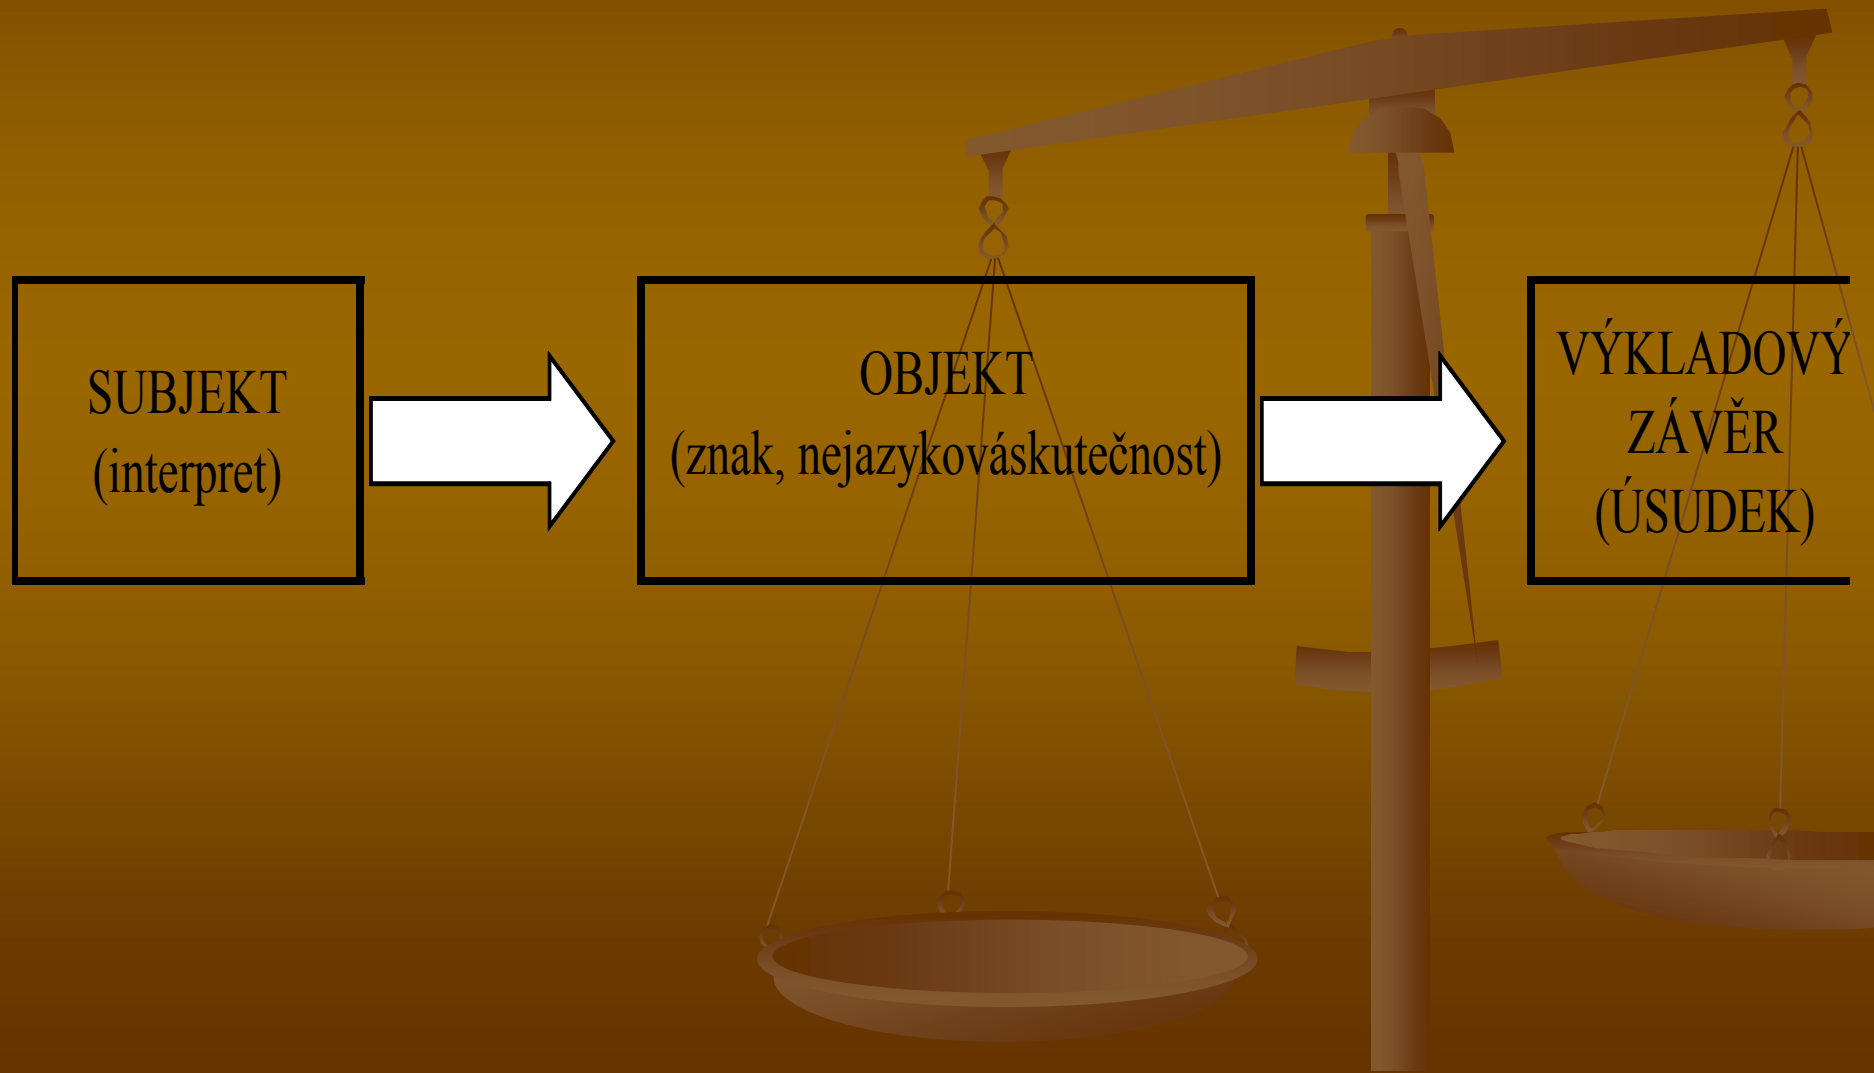 SUBJEKT
(interpret)
OBJEKT
(znak, nejazykováskutečnost)
VÝKLADOVÝ
ZÁVĚR
(ÚSUDEK)